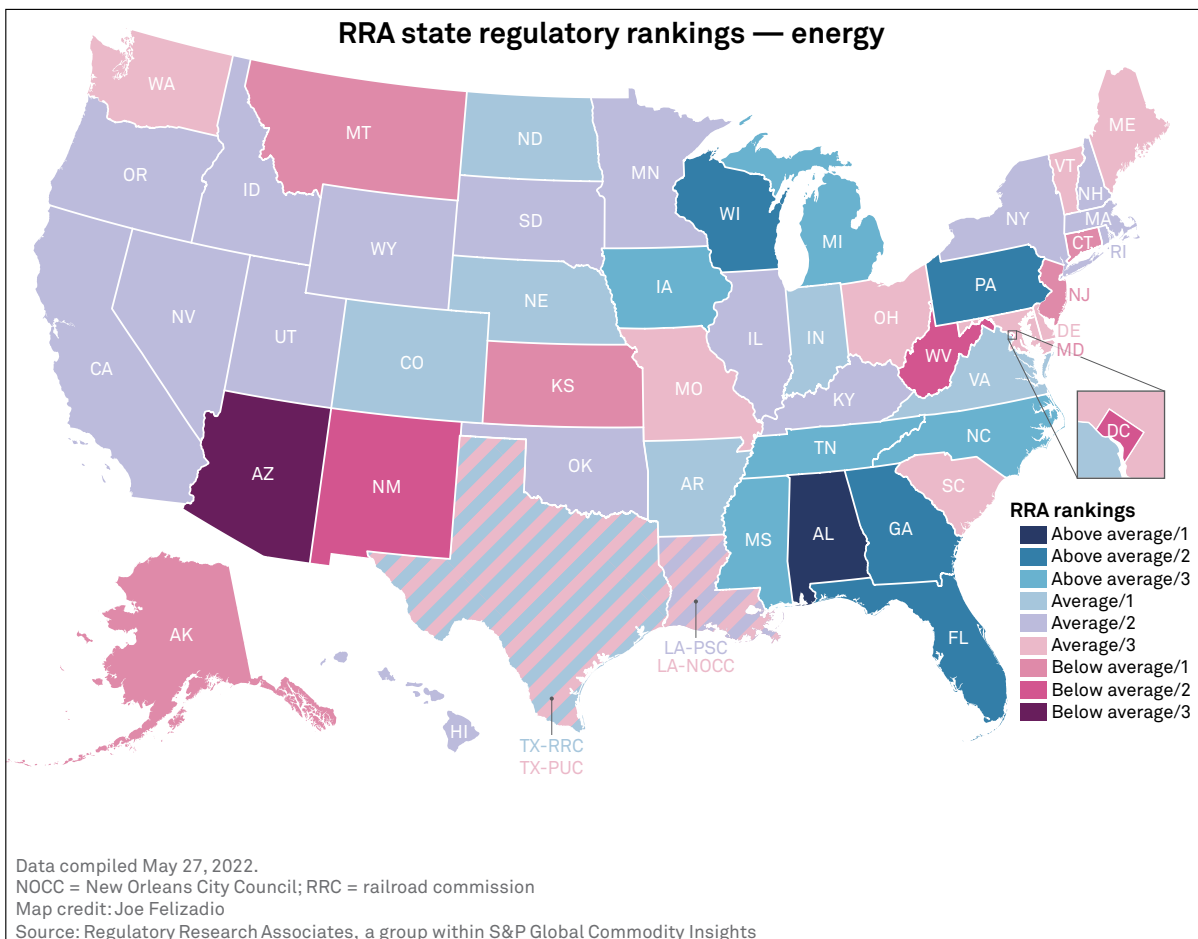 RRA state regulatory rankings — energy
WA
MT
ND
MN
ME
VT
NH
OR
ID
SD
WI
MI
NY
MA
CT
RI
WY
IA
PA
NJ
NE
NV
UT
IL
IN
OH
DE
MD
CA
CO
WV
VA
KS
MO
KY
DC
TN
NC
AZ
NM
OK
AR
SC
MS
AL
GA
RRA rankings
Above average/1
Above average/2
Above average/3
Average/1
Average/2
Average/3
Below average/1
Below average/2
Below average/3
AK
FL
LA-PSC
LA-NOCC
HI
TX-RRC
TX-PUC
Data compiled May 27, 2022.
NOCC = New Orleans City Council; RRC = railroad commission
Map credit: Joe Felizadio
Source: Regulatory Research Associates, a group within S&P Global Commodity Insights